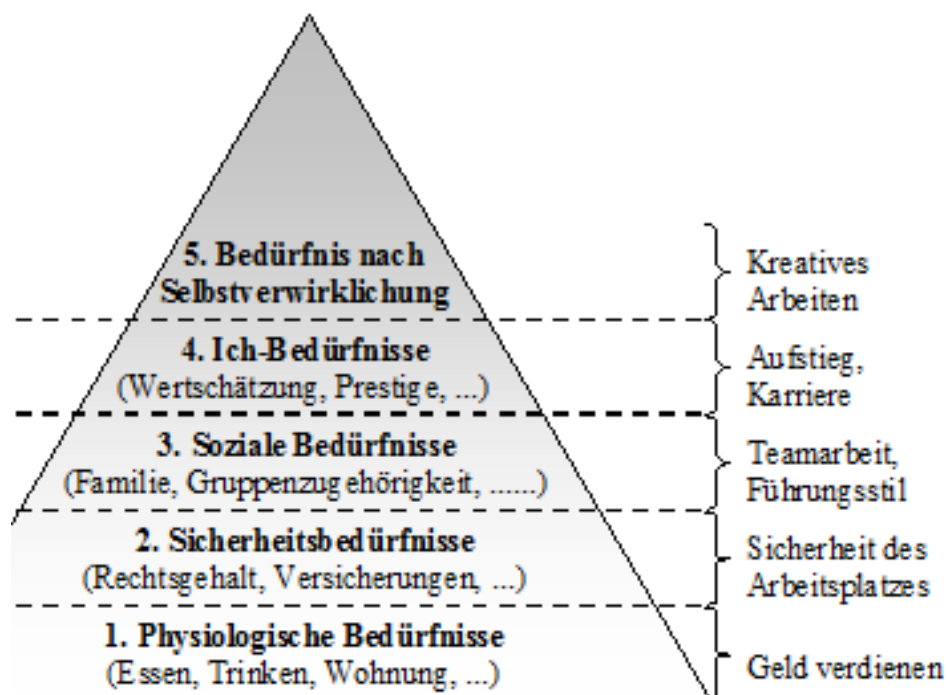 5. Bedürfnis nach
Selbstverwirklichung
Kreatives
Arbeiten
4. Ich-Bedürfnisse
(Wertschätzung, Prestige, ...)
Aufstieg,
Karriere
3. Soziale Bedürfnisse
(Familie, Gruppenzugehörigkeit, ......)
Teamarbeit,
Führungsstil
2. Sicherheitsbedürfnisse
(Rechtsgehalt, Versicherungen, ...)
Sicherheit des
Arbeitsplatzes
1. Physiologische Bedürfnisse
(Essen, Trinken, Wohnung, ...)
Geld verdienen